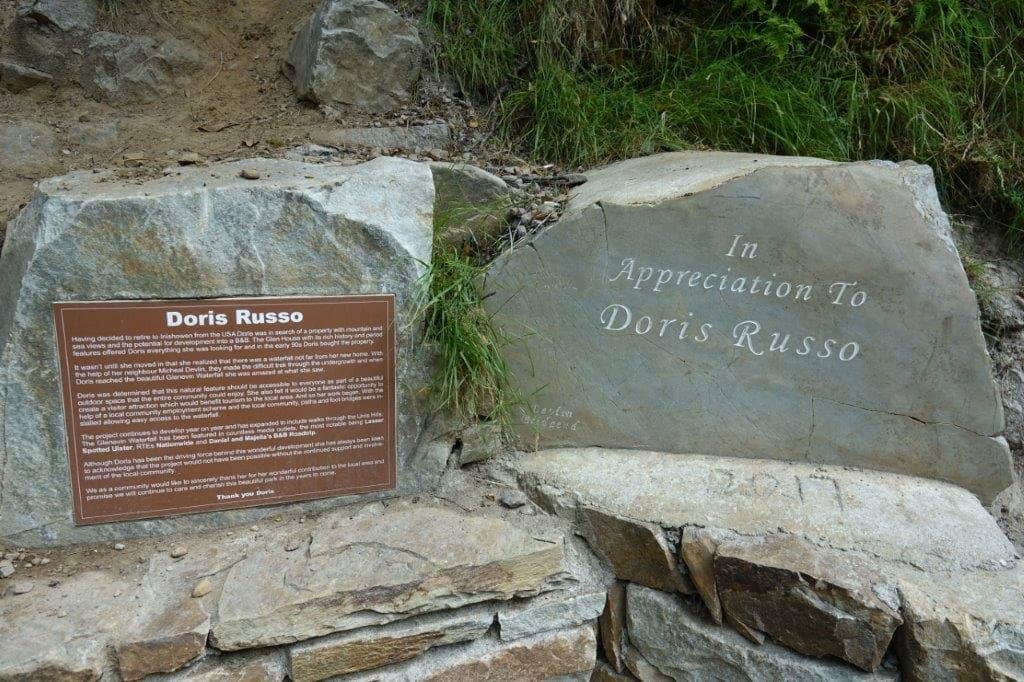 Doris Russo
Having decided to retire to Inishowen from the USA Doris was in search of a property with mountain and
sea views and the potential for development into a B&B. The Glen House with its rich history and period
features offered Doris everything she was looking for and in the early 90s Doris bought the property.
It wasn't until she moved in that she realized that there was a waterfall not far from her new home. With
the help of her neighbour Micheal Devlin, they made the difficult trek through the undergrowth and when
Doris reached the beautiful Glenevin Waterfall she was amazed at what she saw.
Doris was determined that this natural feature should be accessible to everyone as part of a beautiful
outdoor space that the entire community could enjoy. She also felt it would be a fantastic opportunity to
create a visitor attraction which would benefit tourism to the local area. And so her work began. With the
help of a local community employment scheme and the local community, paths and foot bridges were in-
stalled allowing easy access to the waterfall.
The project continues to develop year on year and has expanded to include walks through the Uris Hills.
The Glenevin Waterfall has been featured in countless media outlets, the most notable being Lesser
Spotted Ulster, RTEs Nationwide and Daniel and Majella's B&B Roadtrip.
Although Doris has been the driving force behind this wonderful development she has always been keen
to acknowledge that the project would not have been possible without the continued support and
ment of the local community.
We as a community would like to sincerely thank her for her wonderful contribution to the local area and
promise we will continue to care and cherish this beautiful park in the years to come.
Thank you Doris
In
Appreciation To
Doris Russo
2017